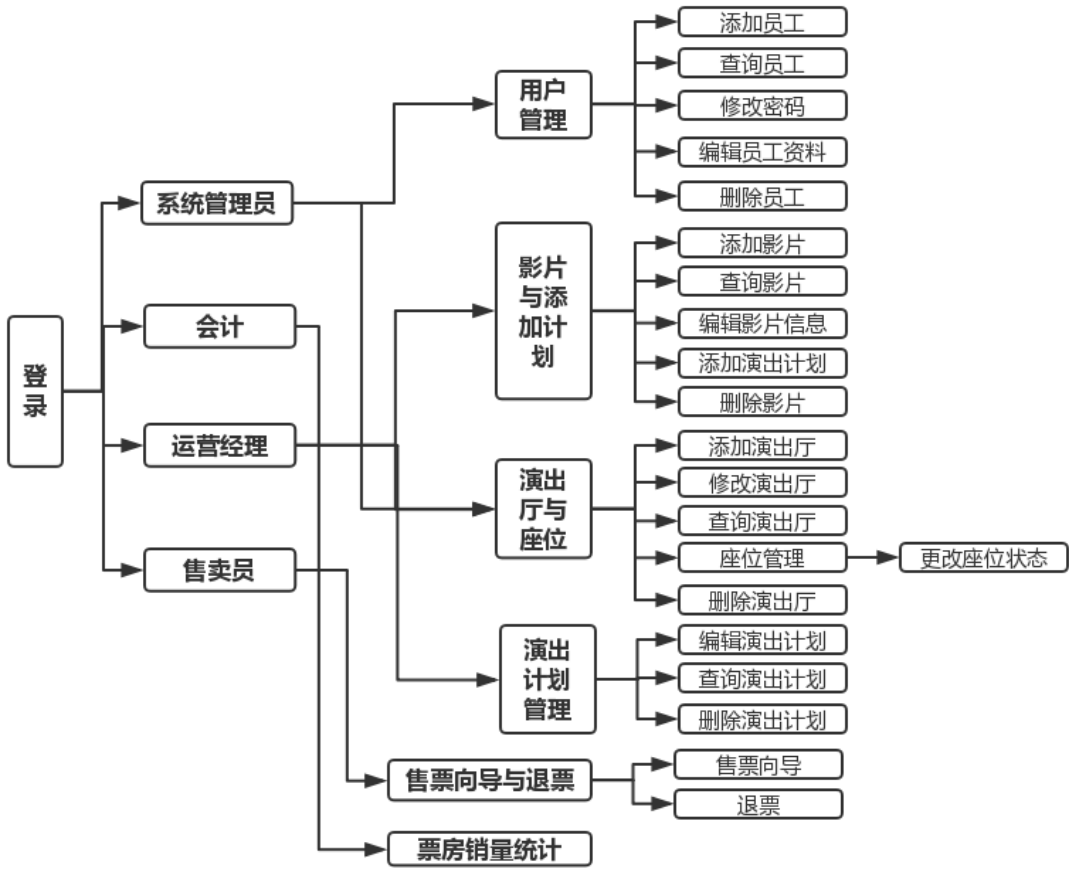 登
录
系统管理员
会计
运营经理
售卖员
用户
管理
影片
与添
加计
划
演出
厅与
座位
演出
计划
管理
售票向导与退票
票房销量统计
添加员工
查询员工
修改密码
编辑员工资料
删除员工
添加影片
查询影片
编辑影片信息
添加演出计划
删除影片
添加演出厅
修改演出厅
查询演出厅
座位管理
删除演出厅
更改座位状态
编辑演出计划
查询演出计划
删除演出计划
售票向导
退票